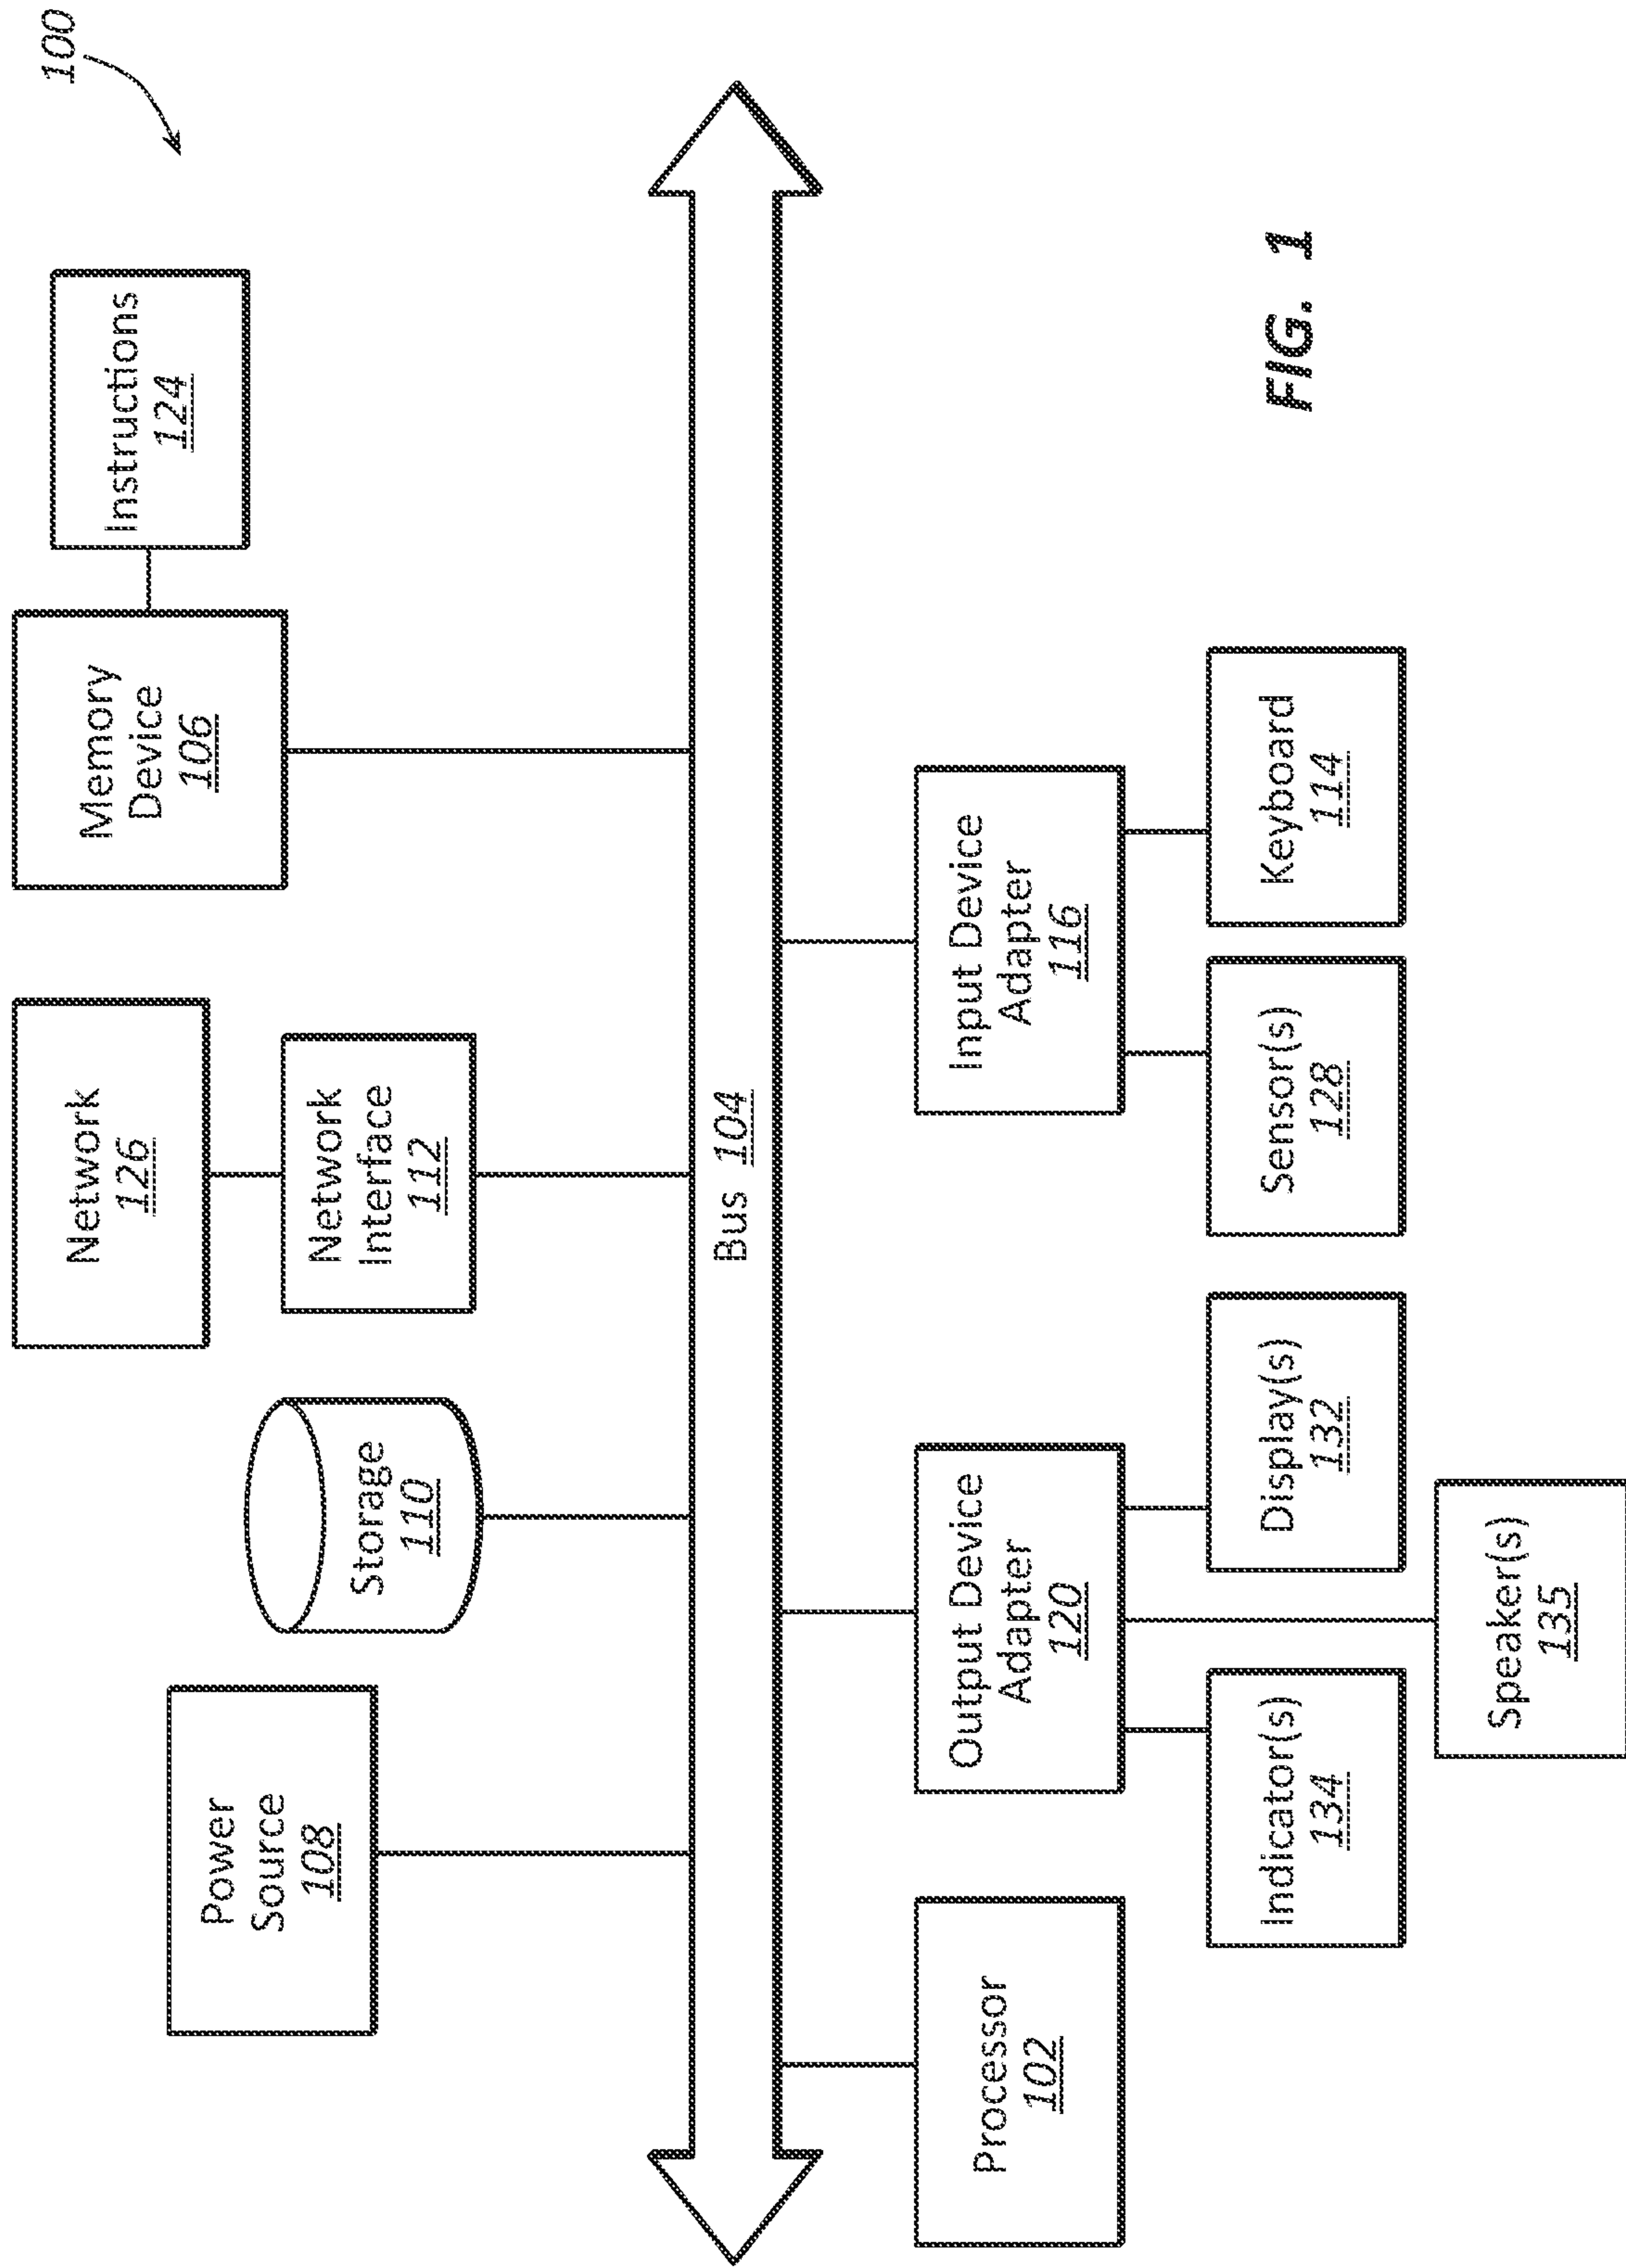 100
Power
Source
108
Storage
110
Network
126
Network
Interface
112
Memory
Device
106
Instructions
124
Bus 104
Processor
102
Output Device
Adapter
120
Input Device
Adapter
116
Indicator(s)
134
Display(s)
132
Sensor(s)
128
Keyboard
114
Speaker(s)
135
FIG. 1